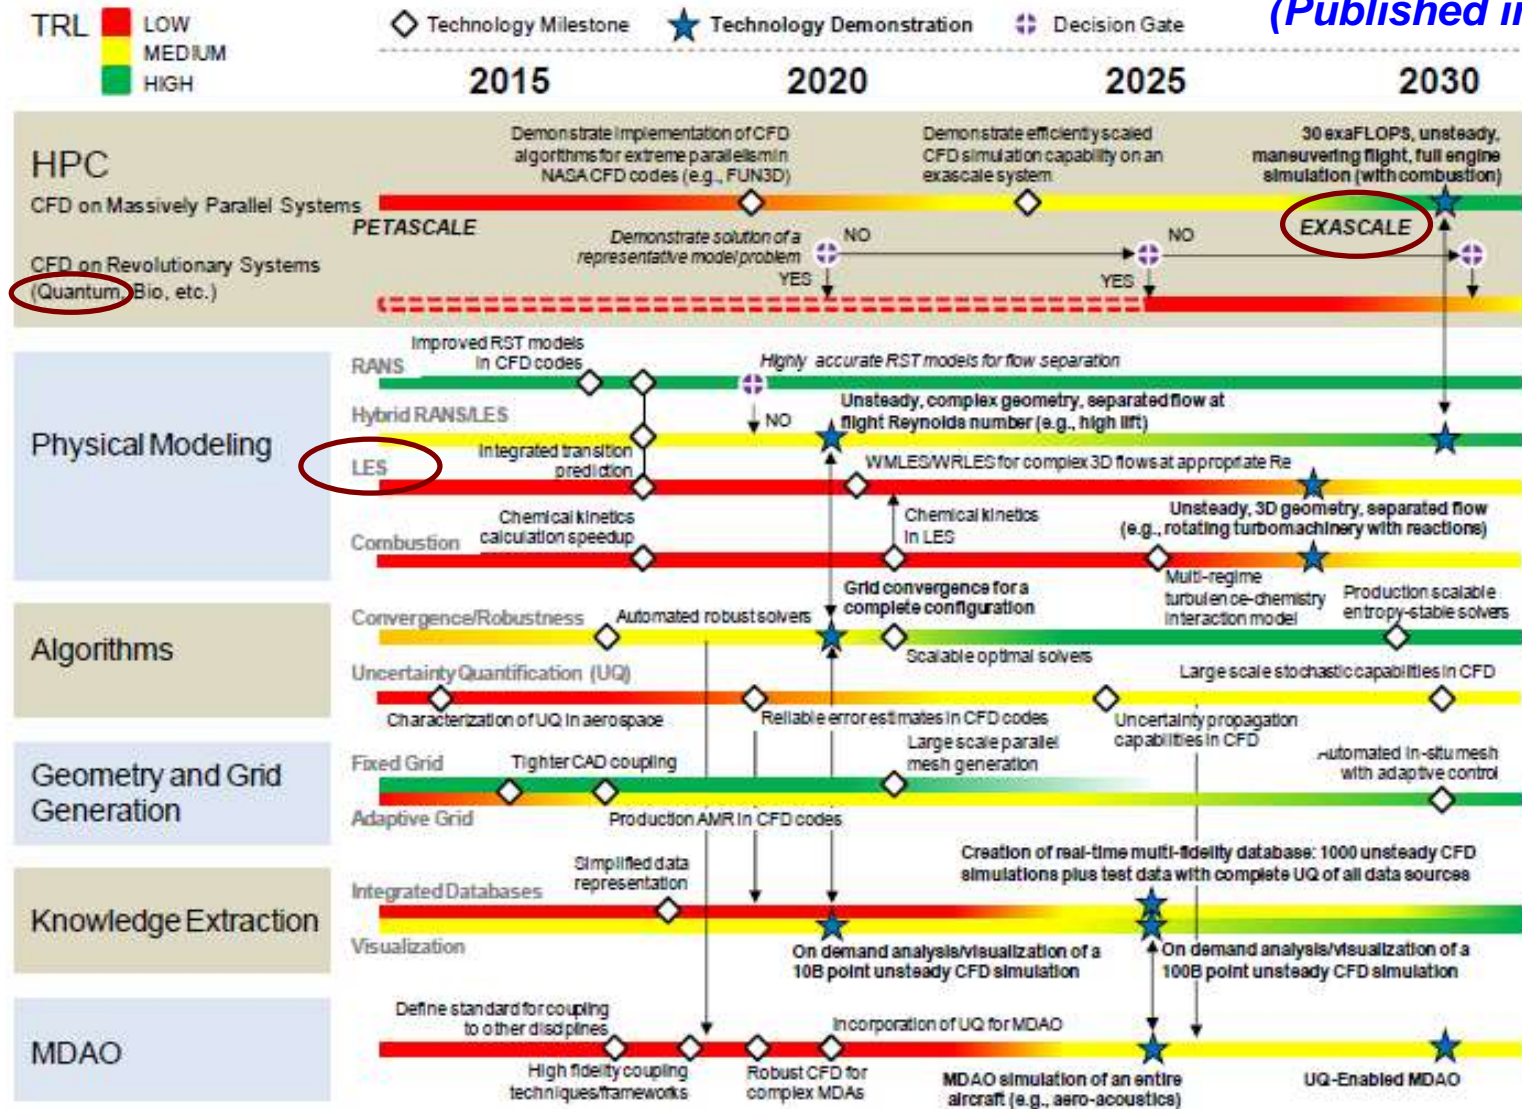 (Published in
TRL
LOW
MEDIUM
HIGH
Technology Milestone
Technology Demonstration
Decision Gate
2015
2020
2025
2030
HPC
CFD on Massively Parallel Systems
Demonstrate implementation of CFD
algorithms for extreme parallelism in
NASA CFD codes (e.g., FUN3D)
Demonstrate efficiently scaled
CFD simulation capability on an
exascale system
30 exaFLOPS, unsteady,
maneuvering flight, full engine
simulation (with combustion)
PETASCALE
EXASCALE
CFD on Revolutionary Systems
(Quantum, Bio, etc.)
Demonstrate solution of a
representative model problem
NO
YES
NO
YES
Physical Modeling
RANS
Improved RST models
in CFD codes
Highly accurate RST models for flow separation
Hybrid RANS/LES
NO
Unsteady, complex geometry, separated flow at
flight Reynolds number (e.g., high lift)
LES
Integrated transition
prediction
WMLES/WRLES for complex 3D flows at appropriate Re
Chemical kinetics
calculation speedup
Chemical kinetics
in LES
Unsteady, 3D geometry, separated flow
(e.g., rotating turbomachinery with reactions)
Combustion
Multi-regime
turbulence-chemistry
interaction model
Algorithms
Convergence/Robustness
Automated robust solvers
Grid convergence for a
complete configuration
Scalable optimal solvers
Production scalable
entropy-stable solvers
Uncertainty Quantification (UQ)
Characterization of UQ in aerospace
Reliable error estimates in CFD codes
Uncertainty propagation
capabilities in CFD
Large scale stochastic capabilities in CFD
Geometry and Grid
Generation
Fixed Grid
Tighter CAD coupling
Large scale parallel
mesh generation
Automated in-situ mesh
with adaptive control
Adaptive Grid
Production AMR in CFD codes
Knowledge Extraction
Integrated Databases
Simplified data
representation
Creation of real-time multi-fidelity database: 1000 unsteady CFD
simulations plus test data with complete UQ of all data sources
Visualization
On demand analysis/visualization of a
10B point unsteady CFD simulation
On demand analysis/visualization of a
100B point unsteady CFD simulation
MDAO
Define standard for coupling
to other disciplines
High fidelity coupling
techniques/frameworks
Robust CFD for
complex MDAs
Incorporation of UQ for MDAO
MDAO simulation of an entire
aircraft (e.g., aero-acoustics)
UQ-Enabled MDAO